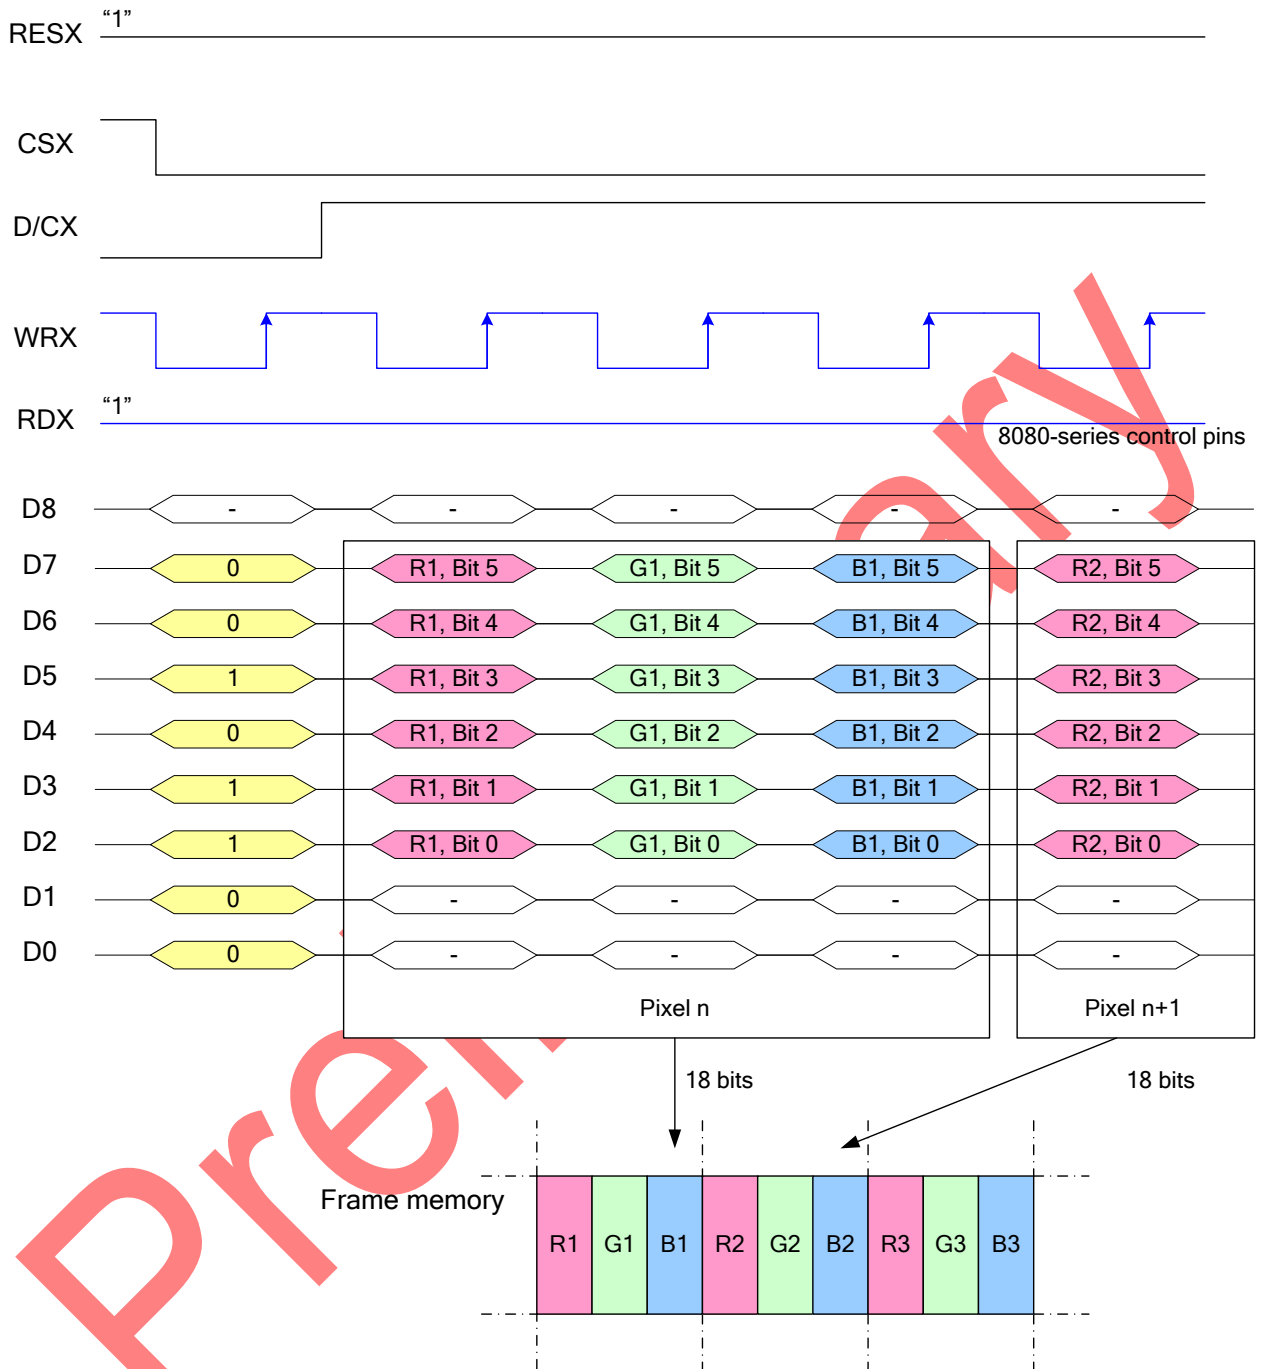 RESX “1”
CSX
D/CX
WRX
RDX “1”
8080-series control pins
D8 - - - - -
D7 0 R1, Bit 5 G1, Bit 5 B1, Bit 5 R2, Bit 5
D6 0 R1, Bit 4 G1, Bit 4 B1, Bit 4 R2, Bit 4
D5 1 R1, Bit 3 G1, Bit 3 B1, Bit 3 R2, Bit 3
D4 0 R1, Bit 2 G1, Bit 2 B1, Bit 2 R2, Bit 2
D3 1 R1, Bit 1 G1, Bit 1 B1, Bit 1 R2, Bit 1
D2 1 R1, Bit 0 G1, Bit 0 B1, Bit 0 R2, Bit 0
D1 0 - - - -
D0 0 - - - -
Pixel n Pixel n+1
18 bits 18 bits
Frame memory
R1 G1 B1 R2 G2 B2 R3 G3 B3